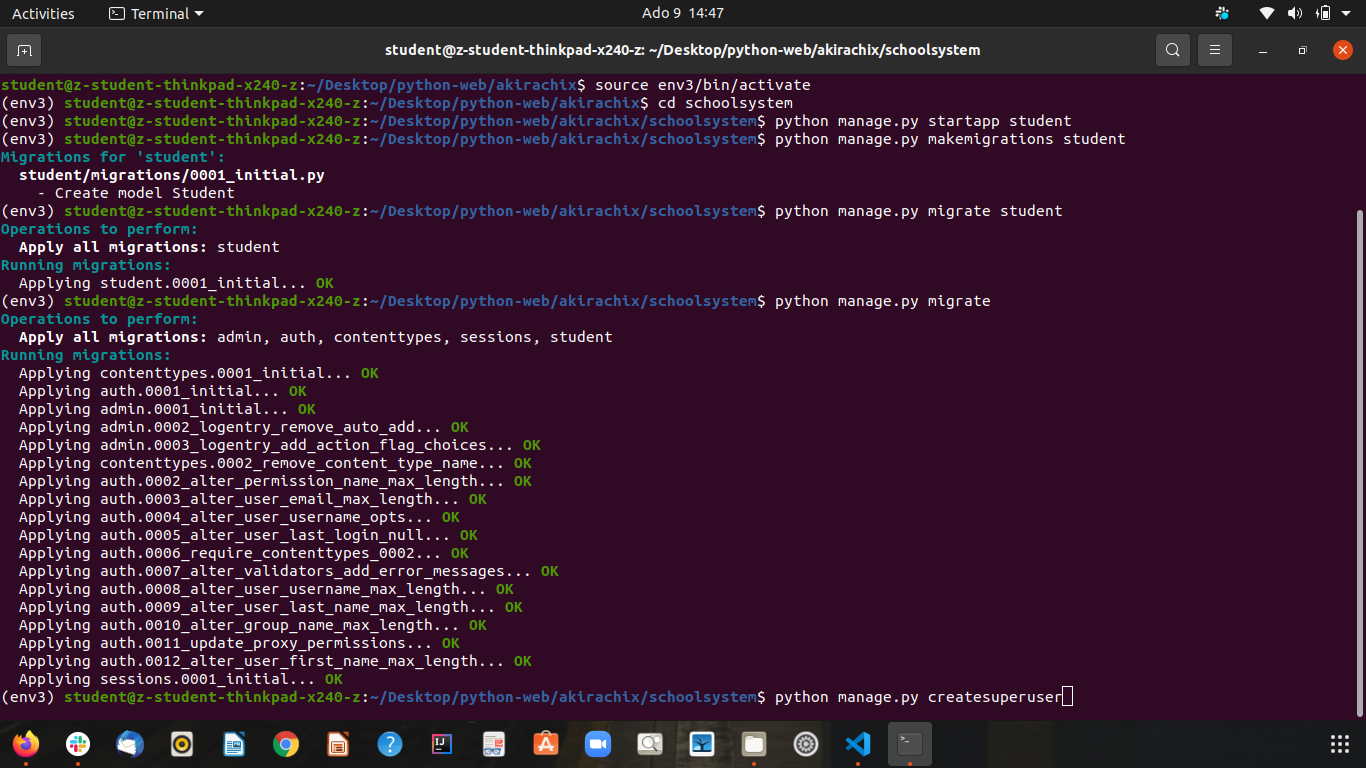 Activities
Terminal
Ado 9 14:47
student@z-student-thinkpad-x240-z: ~/Desktop/python-web/akirachix/schoolsystem
student@z-student-thinkpad-x240-z:~/Desktop/python-web/akirachix$ source env3/bin/activate
(env3) student@z-student-thinkpad-x240-z:~/Desktop/python-web/akirachix$ cd schoolsystem
(env3) student@z-student-thinkpad-x240-z:~/Desktop/python-web/akirachix/schoolsystem$ python manage.py startapp student
(env3) student@z-student-thinkpad-x240-z:~/Desktop/python-web/akirachix/schoolsystem$ python manage.py makemigrations student
Migrations for 'student':
  student/migrations/0001_initial.py
    - Create model Student
(env3) student@z-student-thinkpad-x240-z:~/Desktop/python-web/akirachix/schoolsystem$ python manage.py migrate student
Operations to perform:
  Apply all migrations: student
Running migrations:
  Applying student.0001_initial... OK
(env3) student@z-student-thinkpad-x240-z:~/Desktop/python-web/akirachix/schoolsystem$ python manage.py migrate
Operations to perform:
  Apply all migrations: admin, auth, contenttypes, sessions, student
Running migrations:
  Applying contenttypes.0001_initial... OK
  Applying auth.0001_initial... OK
  Applying admin.0001_initial... OK
  Applying admin.0002_logentry_remove_auto_add... OK
  Applying admin.0003_logentry_add_action_flag_choices... OK
  Applying contenttypes.0002_remove_content_type_name... OK
  Applying auth.0002_alter_permission_name_max_length... OK
  Applying auth.0003_alter_user_email_max_length... OK
  Applying auth.0004_alter_user_username_opts... OK
  Applying auth.0005_alter_user_last_login_null... OK
  Applying auth.0006_require_contenttypes_0002... OK
  Applying auth.0007_alter_validators_add_error_messages... OK
  Applying auth.0008_alter_user_username_max_length... OK
  Applying auth.0009_alter_user_last_name_max_length... OK
  Applying auth.0010_alter_group_name_max_length... OK
  Applying auth.0011_update_proxy_permissions... OK
  Applying auth.0012_alter_user_first_name_max_length... OK
  Applying sessions.0001_initial... OK
(env3) student@z-student-thinkpad-x240-z:~/Desktop/python-web/akirachix/schoolsystem$ python manage.py createsuperuser